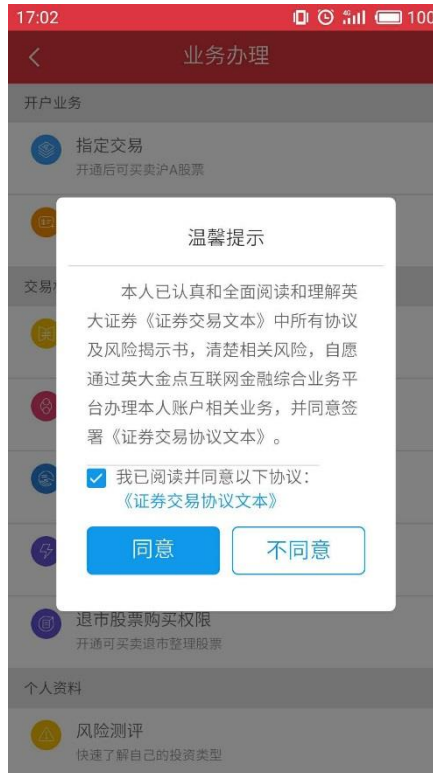 17:02
4G
100
业务办理
开户业务
指定交易
开通后可买卖沪A股票
温馨提示
交易
本人已认真和全面阅读和理解英
大证券《证券交易文本》中所有协议
及风险揭示书，清楚相关风险，自愿
通过英大金点互联网金融综合业务平
台办理本人账户相关业务，并同意签
署《证券交易协议文本》。
我已阅读并同意以下协议：
《证券交易协议文本》
同意
不同意
退市股票购买权限
开通可买卖退市整理股票
个人资料
风险测评
快速了解自己的投资类型